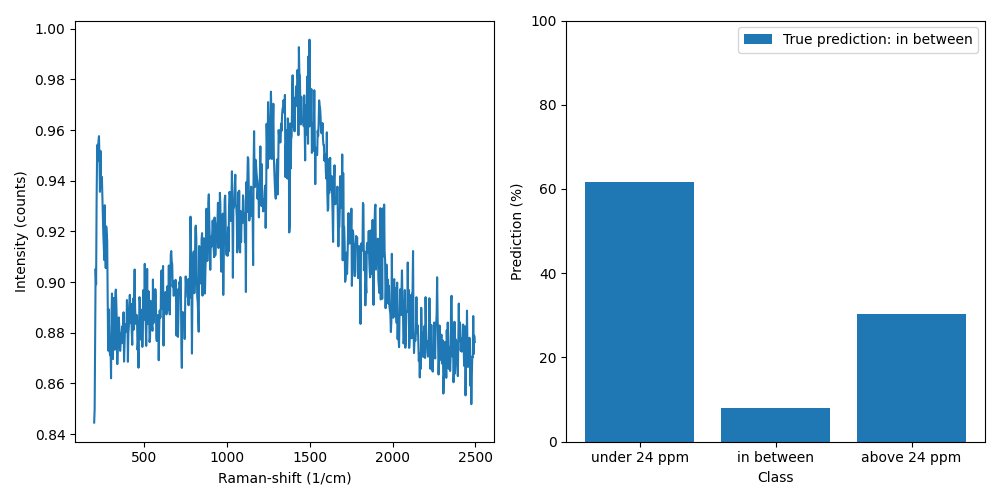 1.00
0.98
0.96
0.94
0.92
0.90
0.88
0.86
0.84
Intensity (counts)
500
1000
1500
2000
2500
Raman-shift (1/cm)
100
80
60
40
20
0
Prediction (%)
True prediction: in between
under 24 ppm
in between
above 24 ppm
Class